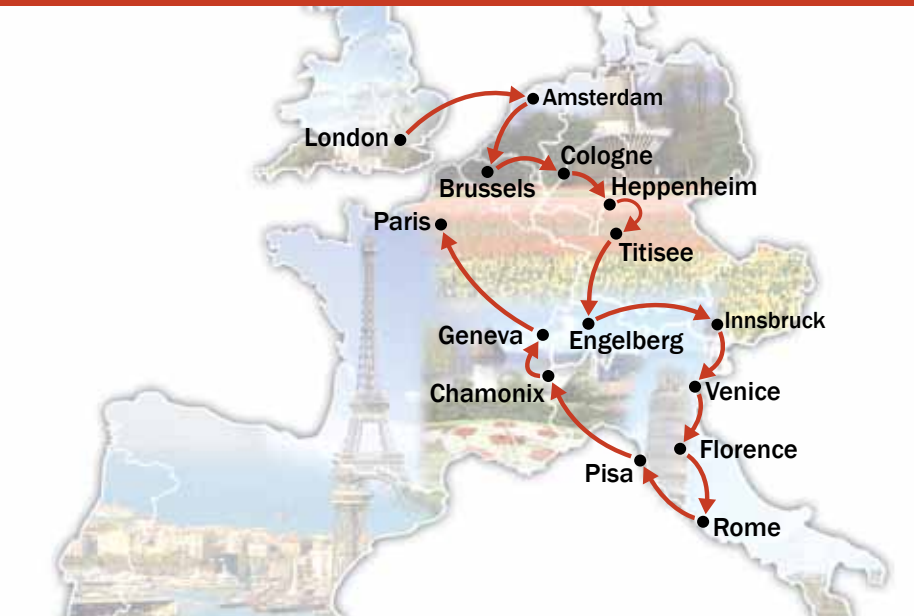 Amsterdam
London
Cologne
Brussels
Heppenheim
Paris
Titisee
Innsbruck
Geneva
Engelberg
Chamonix
Venice
Florence
Pisa
Rome